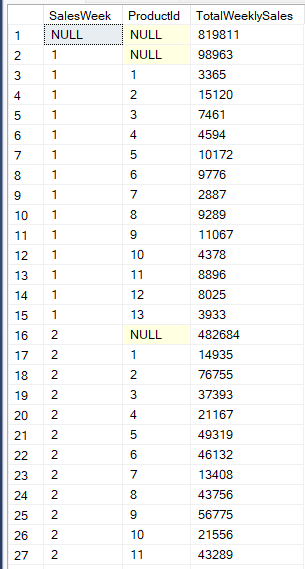 SalesWeek ProductId TotalWeeklySales
1 NULL NULL 819811
2 1 NULL 98963
3 1 1 3365
4 1 2 15120
5 1 3 7461
6 1 4 4594
7 1 5 10172
8 1 6 9776
9 1 7 2887
10 1 8 9289
11 1 9 11067
12 1 10 4378
13 1 11 8896
14 1 12 8025
15 1 13 3933
16 2 NULL 482684
17 2 1 14935
18 2 2 76755
19 2 3 37393
20 2 4 21167
21 2 5 49319
22 2 6 46132
23 2 7 13408
24 2 8 43756
25 2 9 56775
26 2 10 21556
27 2 11 43289